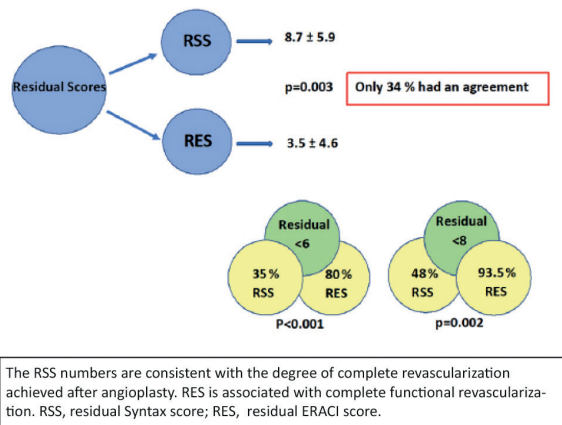 RSS
8.7 ± 5.9
Residual Scores
p=0.003
Only 34 % had an agreement
RES
3.5 ± 4.6
Residual
<6
35%
RSS
80%
RES
P<0.001
Residual
<8
48%
RSS
93.5%
RES
p=0.002
The RSS numbers are consistent with the degree of complete revascularization
achieved after angioplasty. RES is associated with complete functional revasculariza-
tion. RSS, residual Syntax score; RES, residual ERACI score.